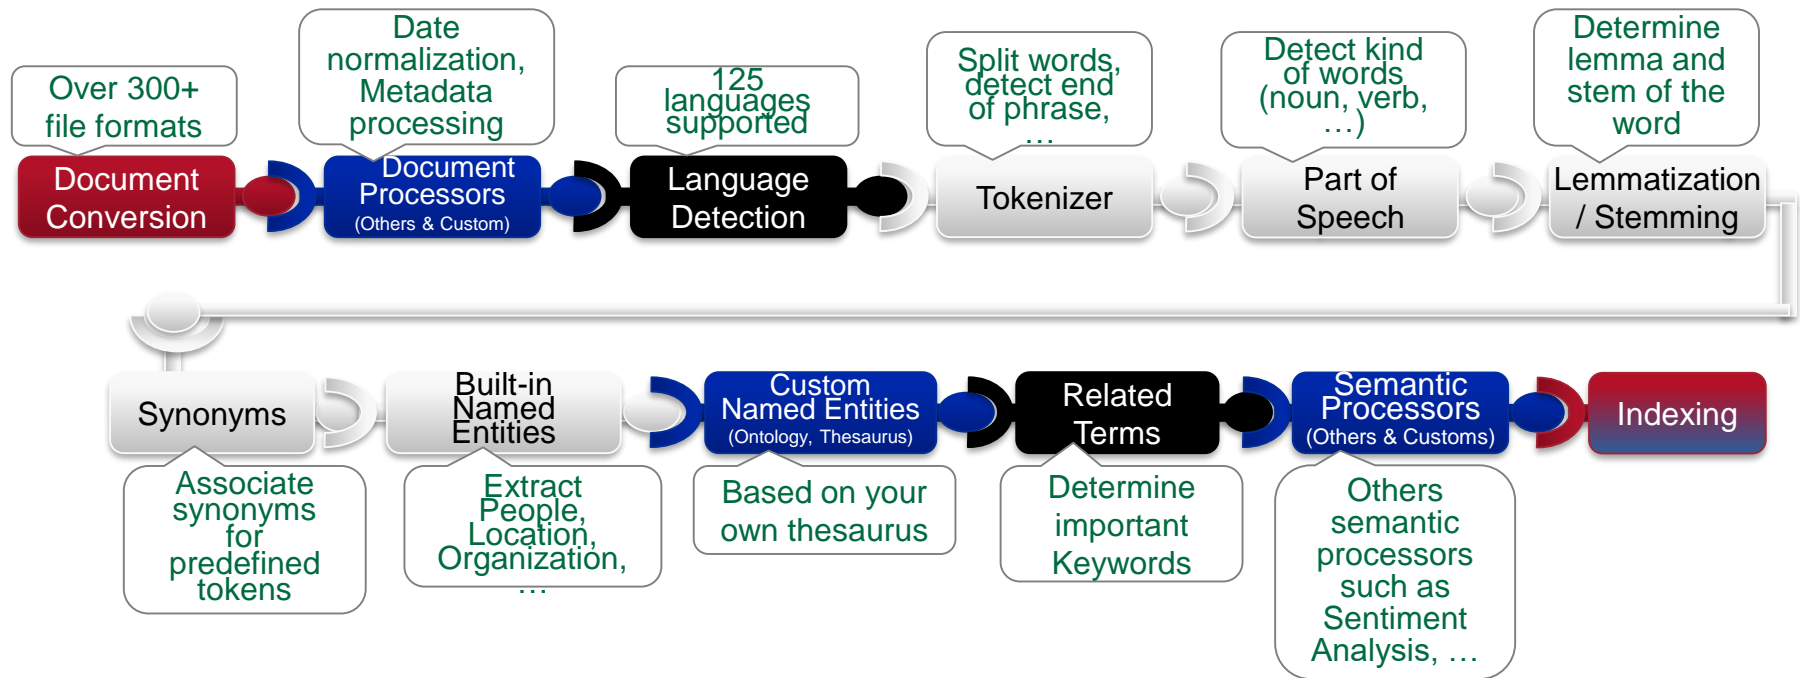 Over 300+
file formats
Date
normalization,
Metadada
processing
125
languages
supported
Split words,
detect end
of phrase,
…
Detect kind
of words
(noun, verb,
…)
Determine
lemma and
stem of the
word
Document
Conversion
Document
Processors
(Others & Custom)
Language
Detection
Tokenizer
Part of
Speech
Lemmatization
/ Stemming
Synonyms
Built-in
Named
Entities
Custom
Named Entities
(Ontology, Thesaurus)
Related
Terms
Semantic
Processors
(Others & Customs)
Indexing
Associate
synonyms
for
predefined
tokens
Extract
People,
Location,
Organization,
…
Based on your
own thesaurus
Determine
important
Keywords
Others
semantic
processors
such as
Sentiment
Analysis, …